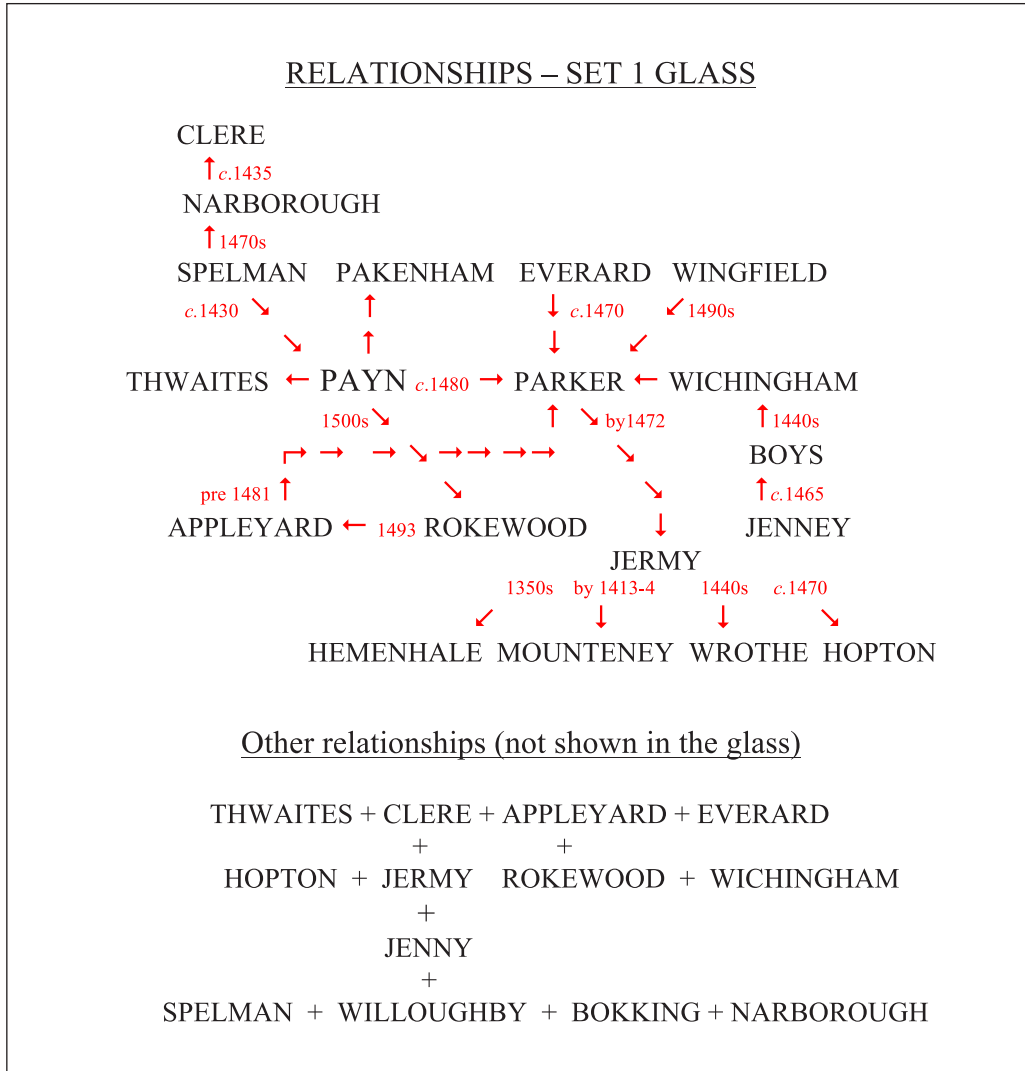 RELATIONSHIPS – SET 1 GLASS
CLERE
c.1435
NARBOROUGH
1470s
SPELMAN PAKENHAM EVERARD WINGFIELD
c.1430 c.1470 1490s
THWAITES PAYN c.1480 PARKER WICHINGHAM
1500s by1472 1440s
BOYS
pre 1481 c.1465
APPLEYARD 1493 ROKEWOOD JENNEY
JERMY
1350s by 1413-4 1440s c.1470
HEMENHALE MOUNTENEY WROTHE HOPTON
Other relationships (not shown in the glass)
THWAITES + CLERE + APPLEYARD + EVERARD
+ +
HOPTON + JERMY ROKEWOOD + WICHINGHAM
+
JENNY
+
SPELMAN + WILLOUGHBY + BOKKING + NARBOROUGH